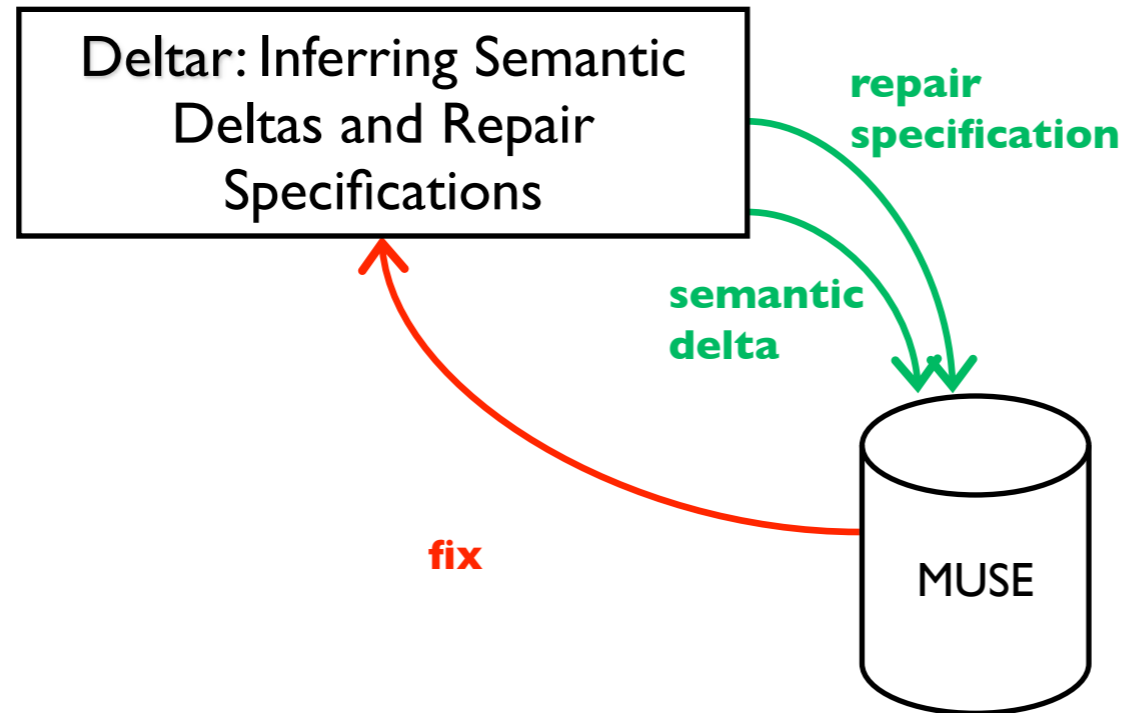 Deltar: Inferring Semantic
Deltas and Repair
Specifications
repair
specification
semantic
delta
fix
MUSE